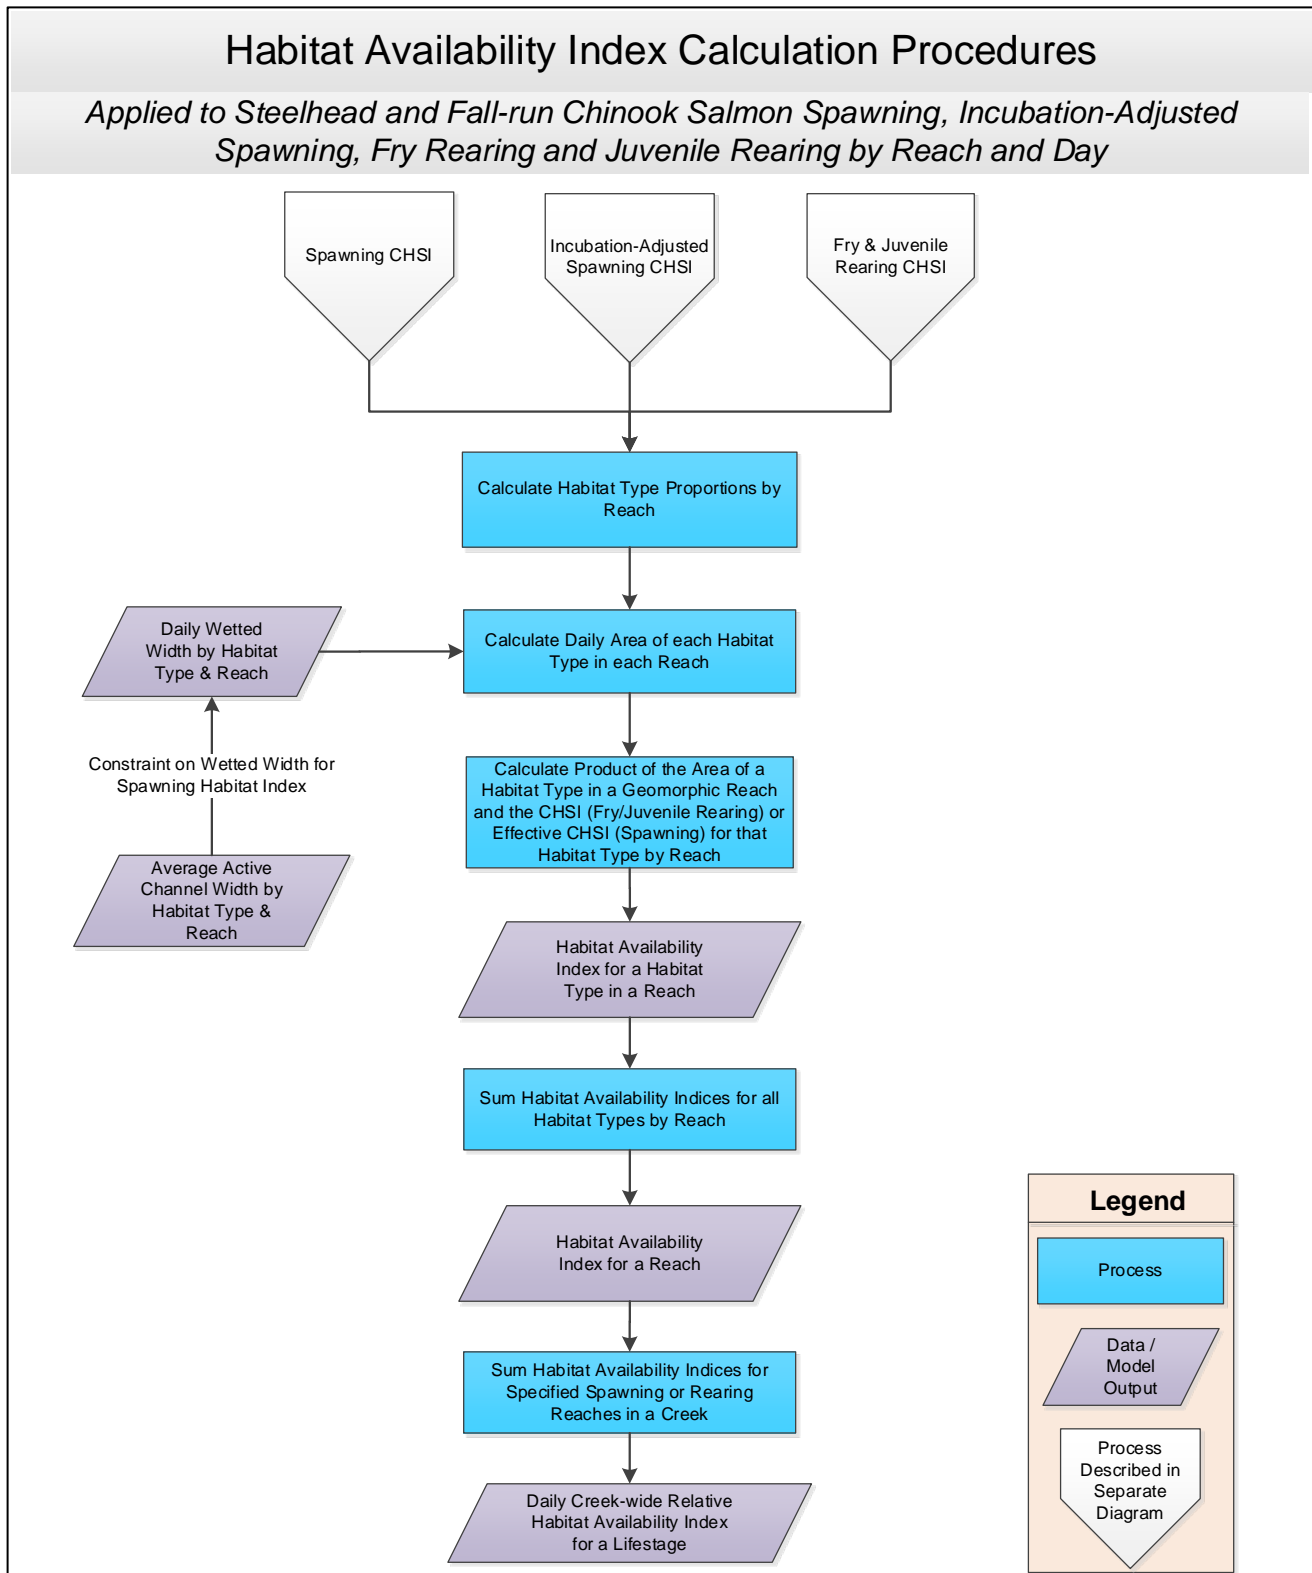 Habitat Availability Index Calculation Procedures
Applied to Steelhead and Fall-run Chinook Salmon Spawning, Incubation-Adjusted
Spawning, Fry Rearing and Juvenile Rearing by Reach and Day
Spawning CHSI
Incubation-Adjusted
Spawning CHSI
Fry & Juvenile
Rearing CHSI
Calculate Habitat Type Proportions by
Reach
Daily Wetted
Width by Habitat
Type & Reach
Calculate Daily Area of each Habitat
Type in each Reach
Constraint on Wetted Width for
Spawning Habitat Index
Average Active
Channel Width by
Habitat Type &
Reach
Calculate Product of the Area of a
Habitat Type in a Geomorphic Reach
and the CHSI (Fry/Juvenile Rearing) or
Effective CHSI (Spawning) for that
Habitat Type by Reach
Habitat Availability
Index for a Habitat
Type in a Reach
Sum Habitat Availability Indices for all
Habitat Types by Reach
Habitat Availability
Index for a Reach
Sum Habitat Availability Indices for
Specified Spawning or Rearing
Reaches in a Creek
Daily Creek-wide Relative
Habitat Availability Index
for a Lifestage
Legend
Process
Data /
Model
Output
Process
Described in
Separate
Diagram